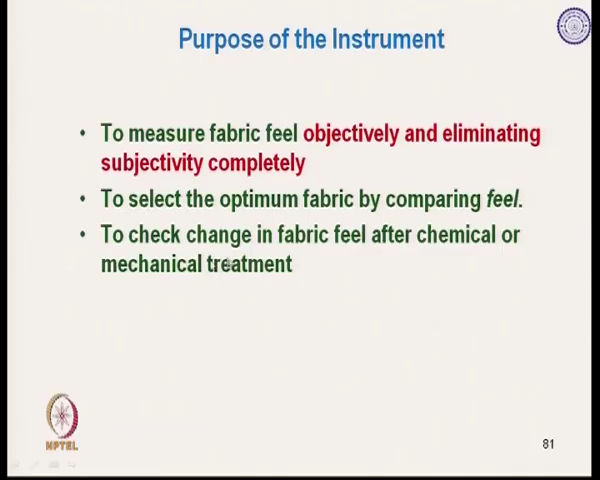 Purpose of the Instrument
• To measure fabric feel objectively and eliminating
subjectivity completely
• To select the optimum fabric by comparing feel.
• To check change in fabric feel after chemical or
mechanical treatment
NPTEL
81